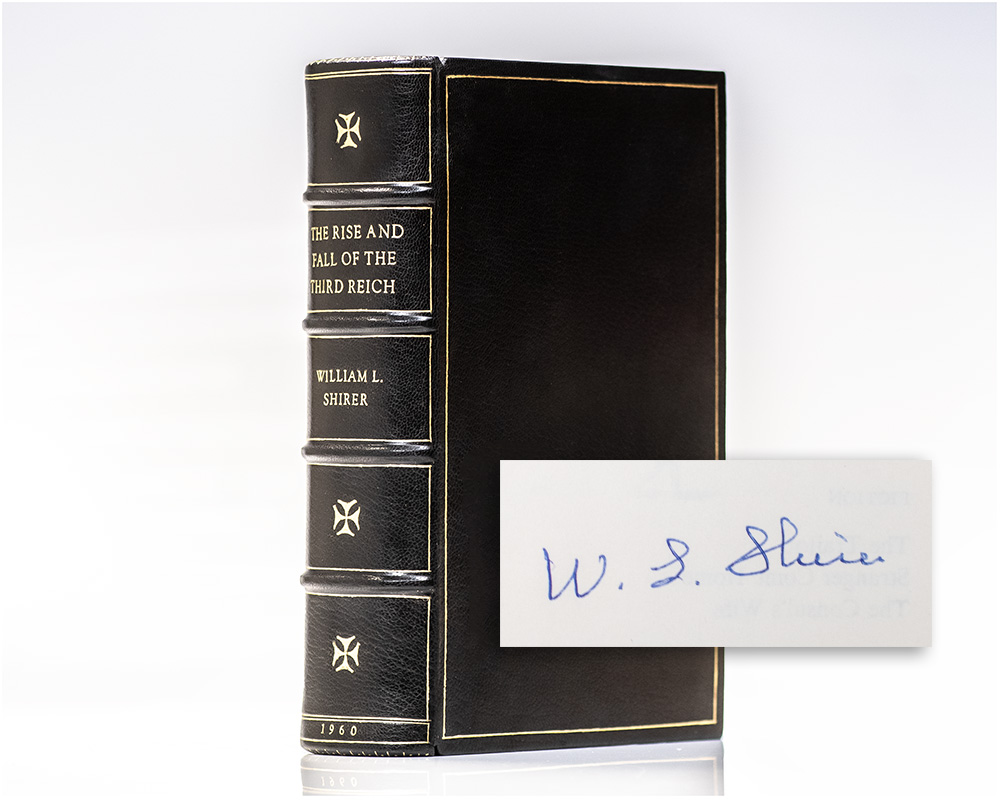 THE RISE AND
FALL OF THE
THIRD REICH
WILLIAM L.
SHIRER
1960
W. L. Shirer